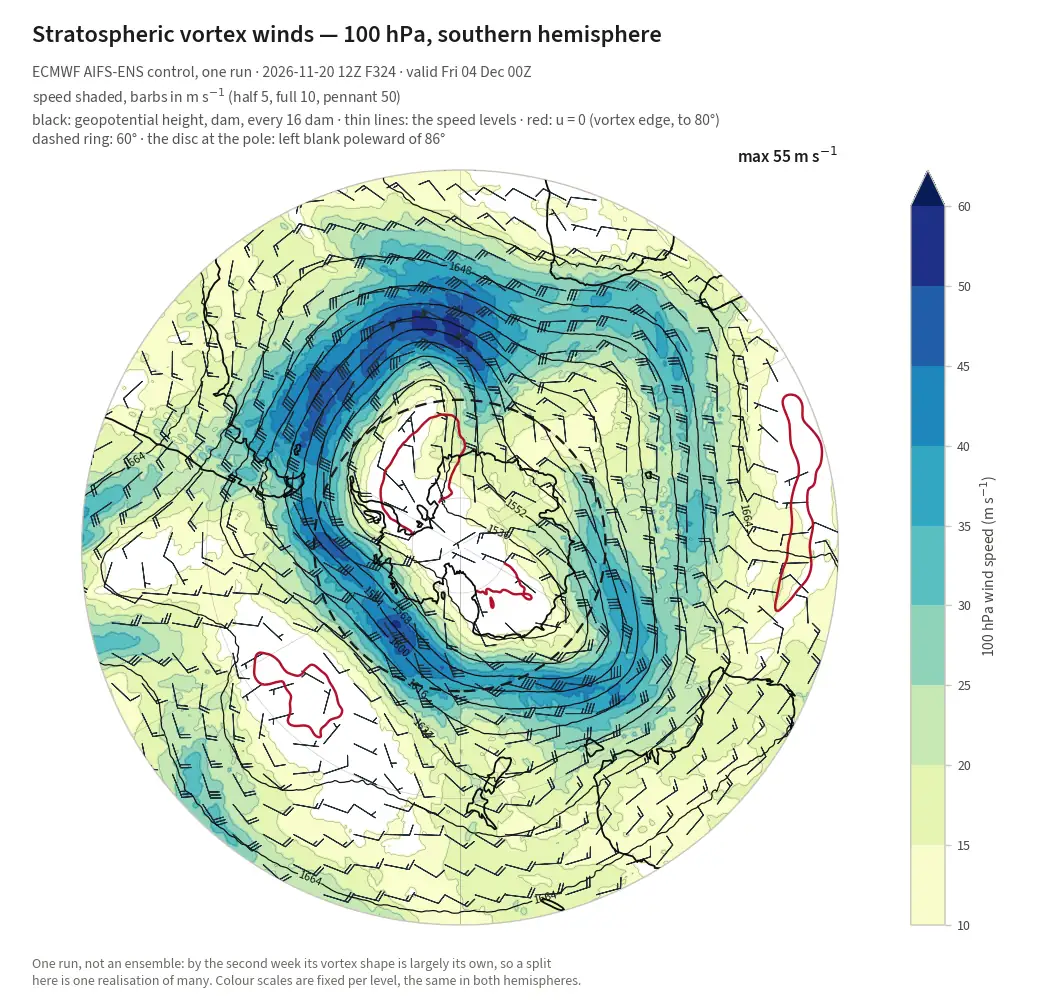 Stratospheric vortex winds — 100 hPa, southern hemisphere
ECMWF AIFS-ENS control, one run · 2026-11-20 12Z F324 · valid Fri 04 Dec 00Z
speed shaded, barbs in m s⁻¹ (half 5, full 10, pennant 50)
black: geopotential height, dam, every 16 dam · thin lines: the speed levels · red: u = 0 (vortex edge, to 80°)
dashed ring: 60° · the disc at the pole: left blank poleward of 86°
max 55 m s⁻¹
60
50
45
40
35
30
25
20
15
10
100 hPa wind speed (m s⁻¹)
1648
1664
1664
1552
1600
1664
1664
One run, not an ensemble: by the second week its vortex shape is largely its own, so a split
here is one realisation of many. Colour scales are fixed per level, the same in both hemispheres.